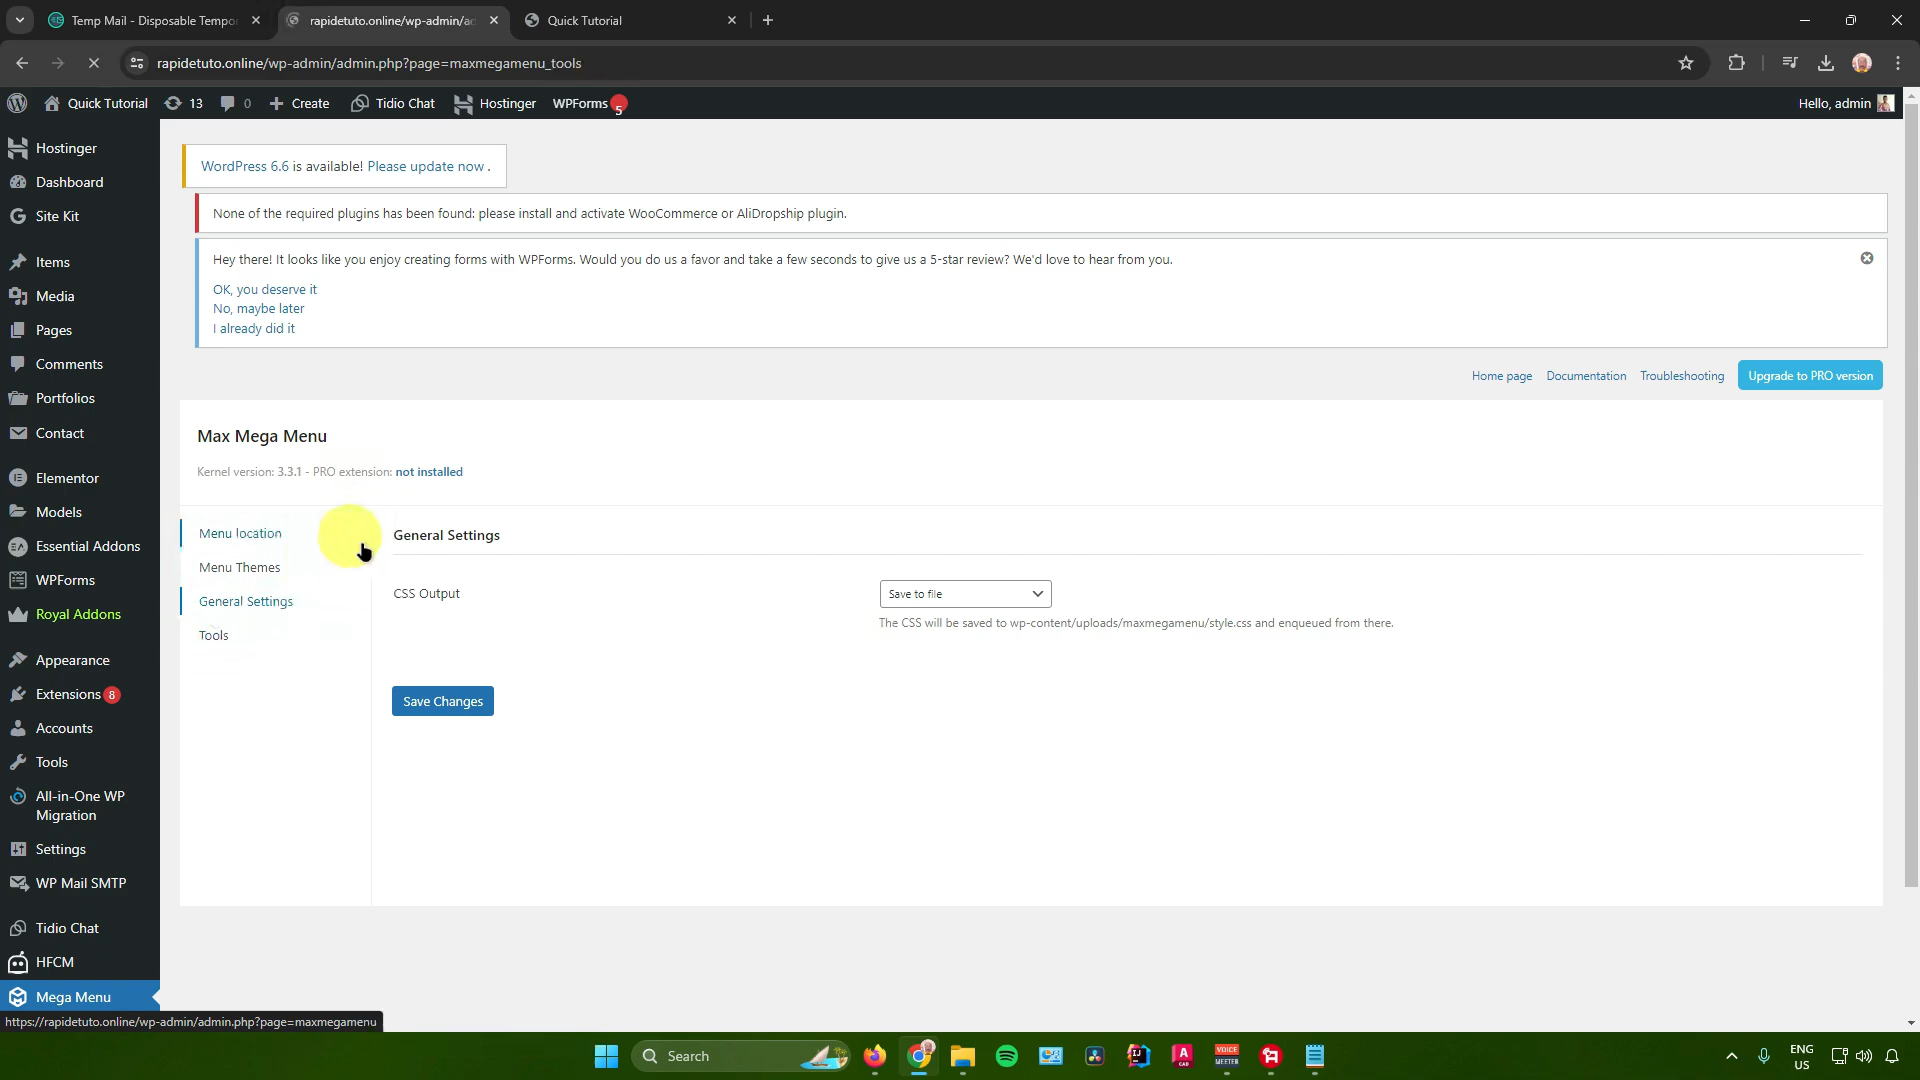 Temp Mail - Disposable Tempo
rapidetuto.online/wp-admin/ac
Quick Tutorial
rapidetuto.online/wp-admin/admin.php?page=maxmegamenu_tools
Quick Tutorial
13
0
Create
Tidio Chat
Hostinger
WPForms
5
Hello, admin
Hostinger
Dashboard
Site Kit
Items
Media
Pages
Comments
Portfolios
Contact
Elementor
Models
Essential Addons
WPForms
Royal Addons
Appearance
Extensions 8
Accounts
Tools
All-in-One WP
Migration
Settings
WP Mail SMTP
Tidio Chat
HFCM
Mega Menu
WordPress 6.6 is available! Please update now .
None of the required plugins has been found: please install and activate WooCommerce or AliDropship plugin.
Hey there! It looks like you enjoy creating forms with WPForms. Would you do us a favor and take a few seconds to give us a 5-star review? We'd love to hear from you.
OK, you deserve it
No, maybe later
I already did it
Home page
Documentation
Troubleshooting
Upgrade to PRO version
Max Mega Menu
Kernel version: 3.3.1 - PRO extension: not installed
Menu location
Menu Themes
General Settings
Tools
General Settings
CSS Output
Save to file
The CSS will be saved to wp-content/uploads/maxmegamenu/style.css and enqueued from there.
Save Changes
https://rapidetuto.online/wp-admin/admin.php?page=maxmegamenu
Search
VOICE
MEETER
ENG
US